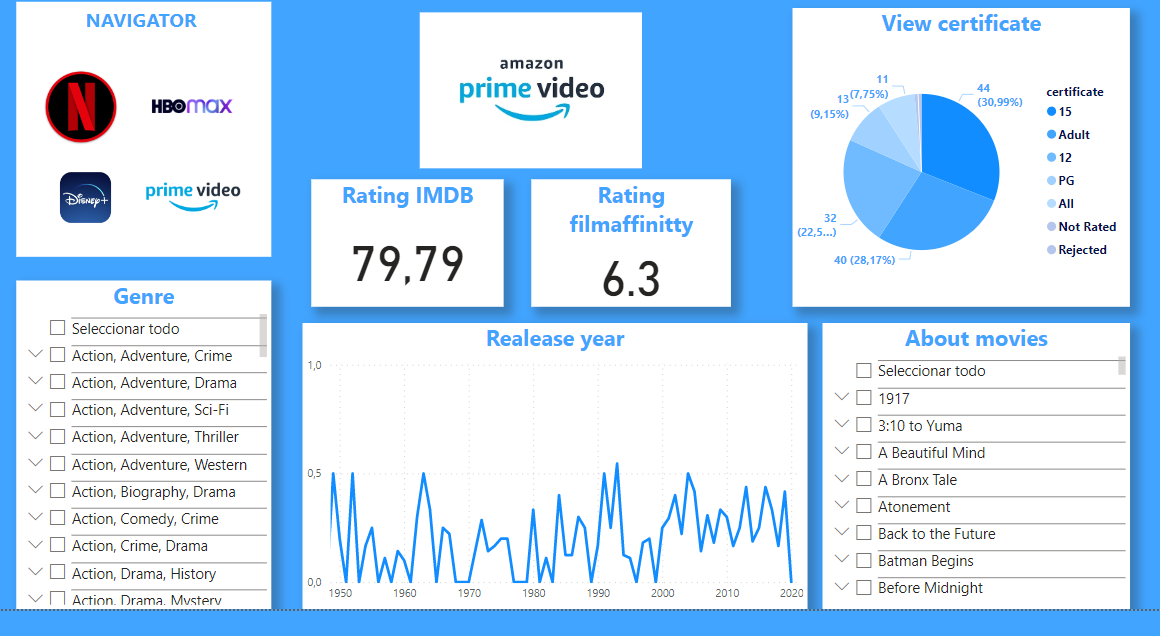 NAVIGATOR
N
HBOMAX
Disney+
prime video
amazon
prime video
Rating IMDB
79,79
Rating
filmaffinitty
6.3
View certificate
11
(7,75%)
13
(9,15%)
44
(30,99%)
32
(22,5...)
40 (28,17%)
certificate
15
Adult
12
PG
All
Not Rated
Rejected
Genre
Seleccionar todo
Action, Adventure, Crime
Action, Adventure, Drama
Action, Adventure, Sci-Fi
Action, Adventure, Thriller
Action, Adventure, Western
Action, Biography, Drama
Action, Comedy, Crime
Action, Crime, Drama
Action, Drama, History
Action, Drama, Mystery
Realease year
1,0
0,5
0,0
1950 1960 1970 1980 1990 2000 2010 2020
About movies
Seleccionar todo
1917
3:10 to Yuma
A Beautiful Mind
A Bronx Tale
Atonement
Back to the Future
Batman Begins
Before Midnight